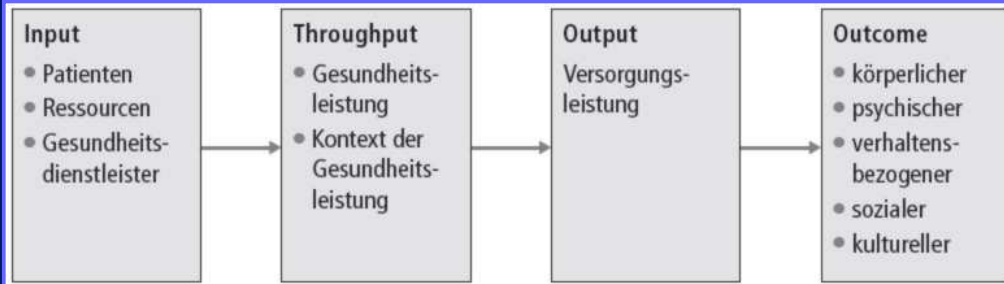 Input
• Patienten
• Ressourcen
• Gesundheits-
dienstleister
Throughput
• Gesundheits-
leistung
• Kontext der
Gesundheits-
leistung
Output
Versorgungs-
leistung
Outcome
• körperlicher
• psychischer
• verhaltens-
bezogener
• sozialer
• kultureller